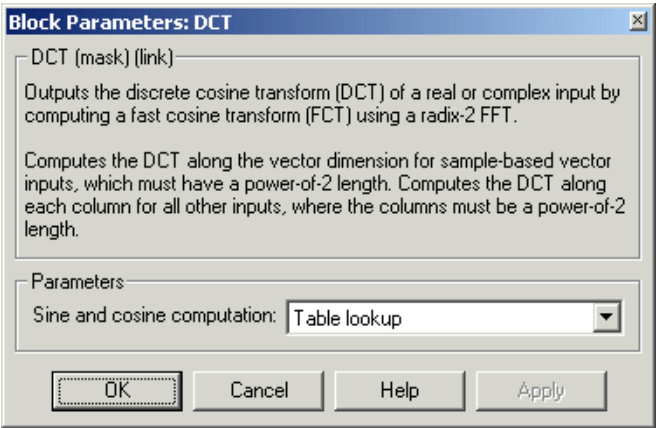 Block Parameters: DCT
DCT (mask) (link)
Outputs the discrete cosine transform (DCT) of a real or complex input by
computing a fast cosine transform (FCT) using a radix-2 FFT.
Computes the DCT along the vector dimension for sample-based vector
inputs, which must have a power-of-2 length. Computes the DCT along
each column for all other inputs, where the columns must be a power-of-2
length.
Parameters
Sine and cosine computation: Table lookup
OK Cancel Help Apply